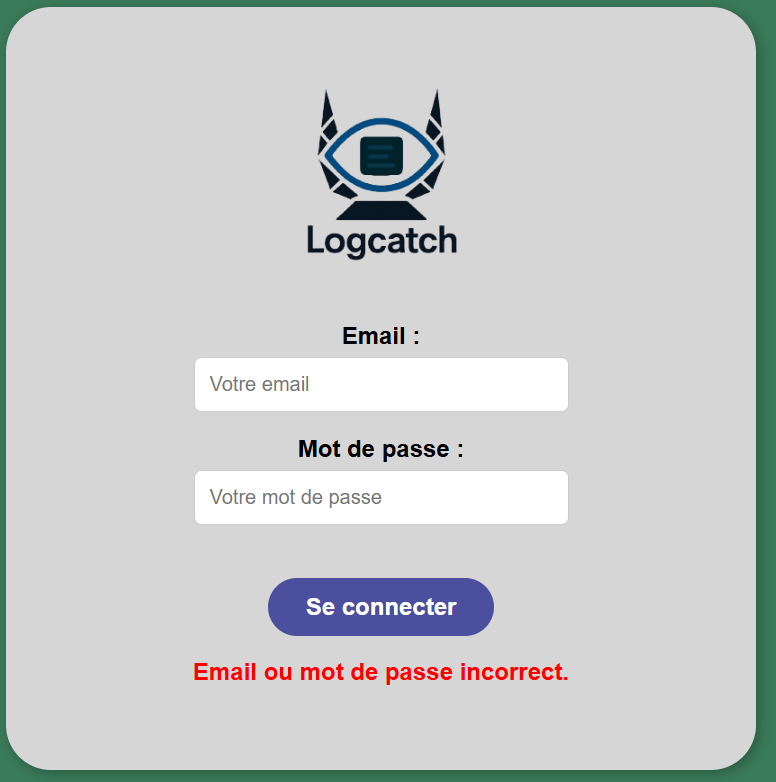 Logcatch
Email :
Votre email
Mot de passe :
Votre mot de passe
Se connecter
Email ou mot de passe incorrect.